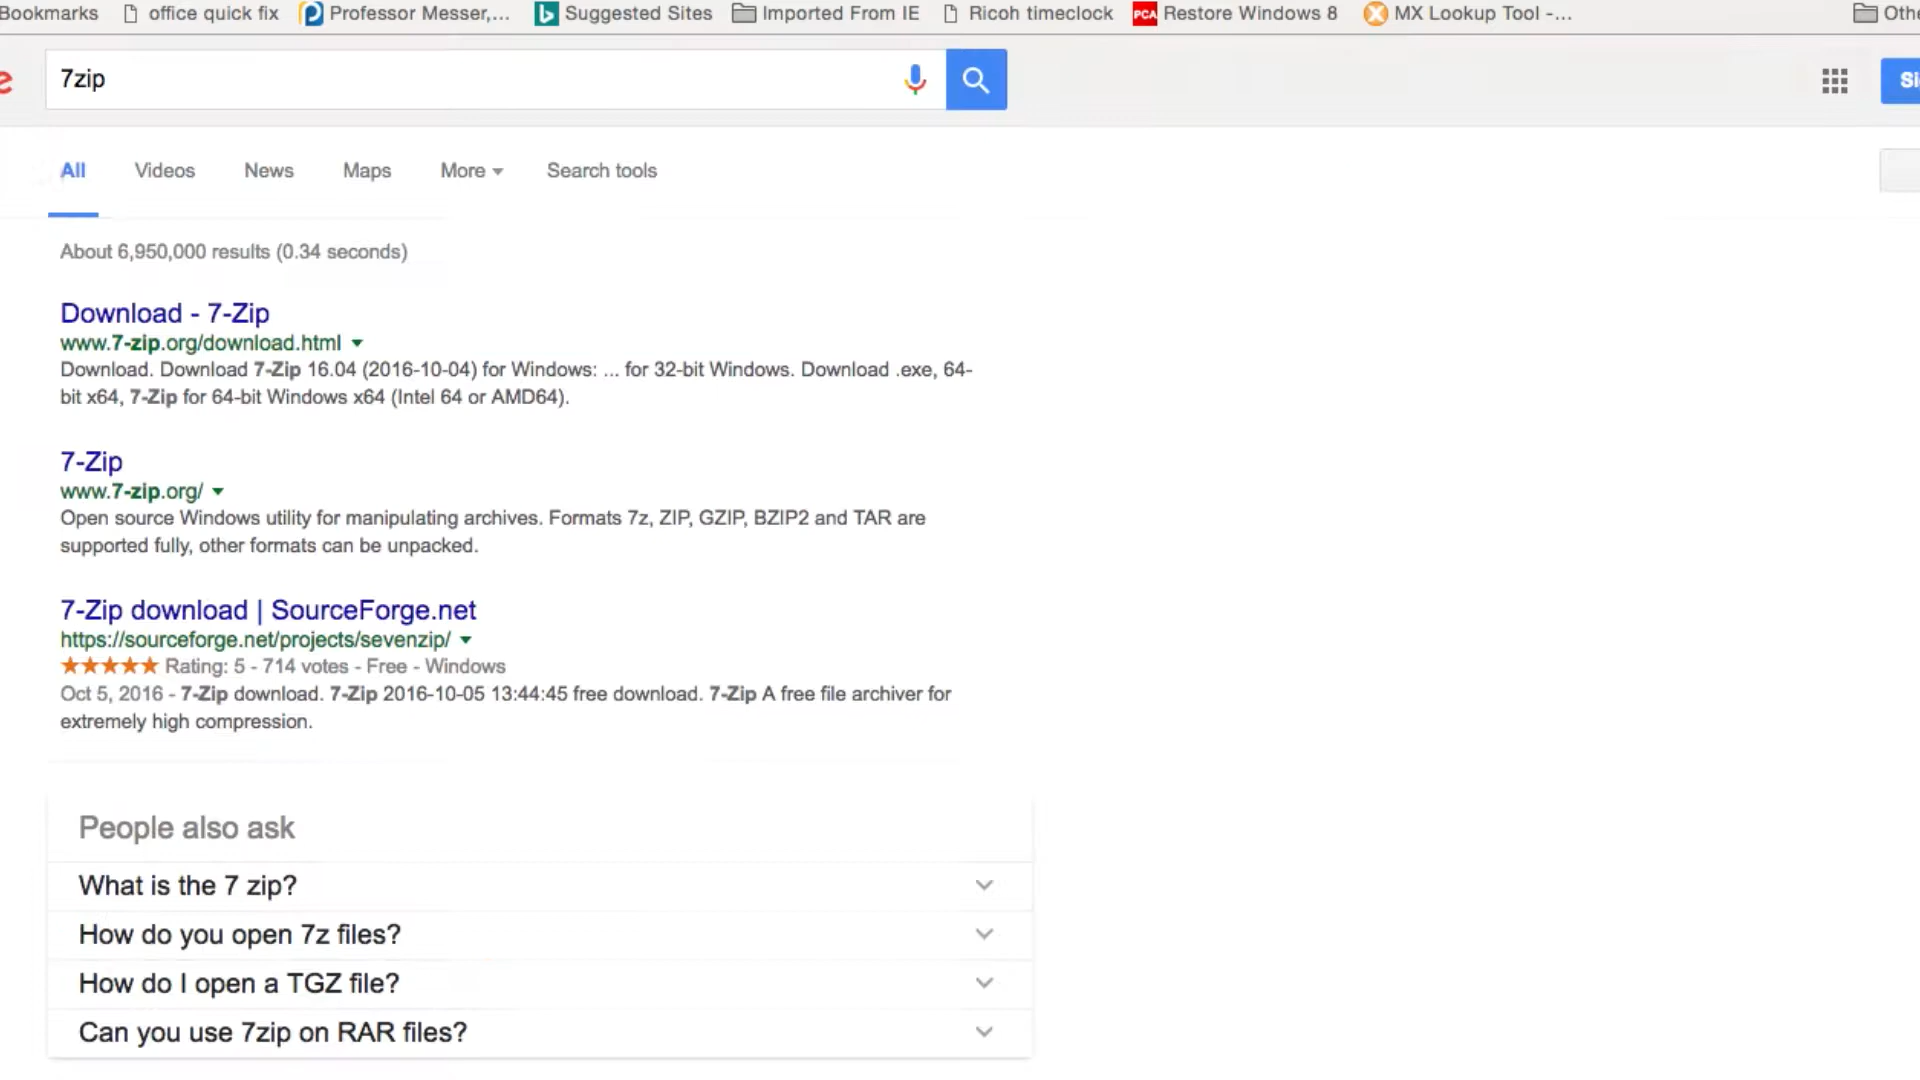 Bookmarks office quick fix Professor Messer,... Suggested Sites Imported From IE Ricoh timeclock PCA Restore Windows 8 MX Lookup Tool -...
7zip
All Videos News Maps More Search tools
About 6,950,000 results (0.34 seconds)
Download - 7-Zip
www.7-zip.org/download.html
Download. Download 7-Zip 16.04 (2016-10-04) for Windows: ... for 32-bit Windows. Download .exe, 64-
bit x64, 7-Zip for 64-bit Windows x64 (Intel 64 or AMD64).
7-Zip
www.7-zip.org/
Open source Windows utility for manipulating archives. Formats 7z, ZIP, GZIP, BZIP2 and TAR are
supported fully, other formats can be unpacked.
7-Zip download | SourceForge.net
https://sourceforge.net/projects/sevenzip/
Rating: 5 - 714 votes - Free - Windows
Oct 5, 2016 - 7-Zip download. 7-Zip 2016-10-05 13:44:45 free download. 7-Zip A free file archiver for
extremely high compression.
People also ask
What is the 7 zip?
How do you open 7z files?
How do I open a TGZ file?
Can you use 7zip on RAR files?